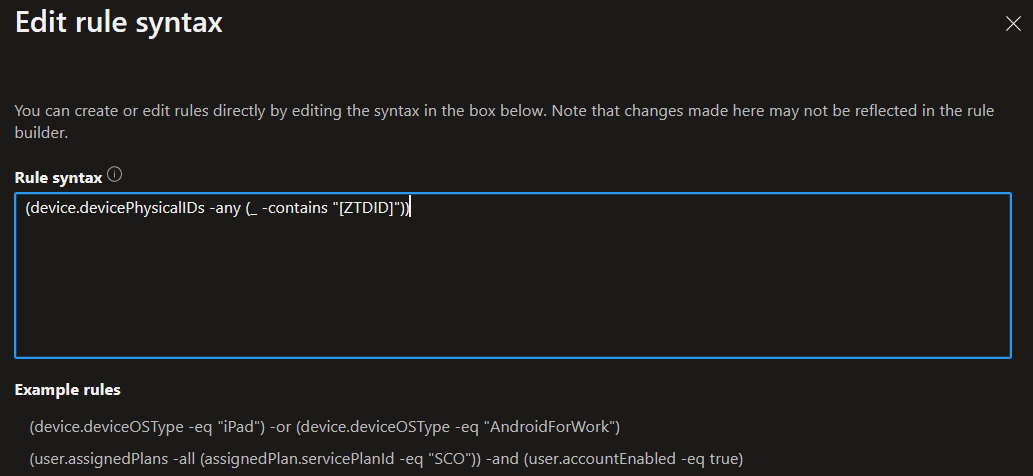 Edit rule syntax
You can create or edit rules directly by editing the syntax in the box below. Note that changes made here may not be reflected in the rule
builder.
Rule syntax
(device.devicePhysicalIDs -any (_ -contains "[ZTDID]"))
Example rules
(device.deviceOSType -eq "iPad") -or (device.deviceOSType -eq "AndroidForWork")
(user.assignedPlans -all (assignedPlan.servicePlanId -eq "SCO")) -and (user.accountEnabled -eq true)